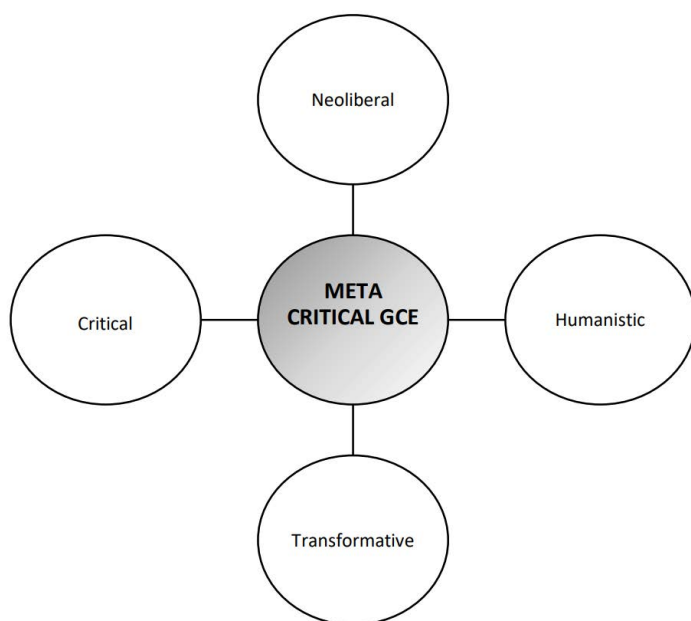 Neoliberal
META
CRITICAL GCE
Critical
Humanistic
Transformative